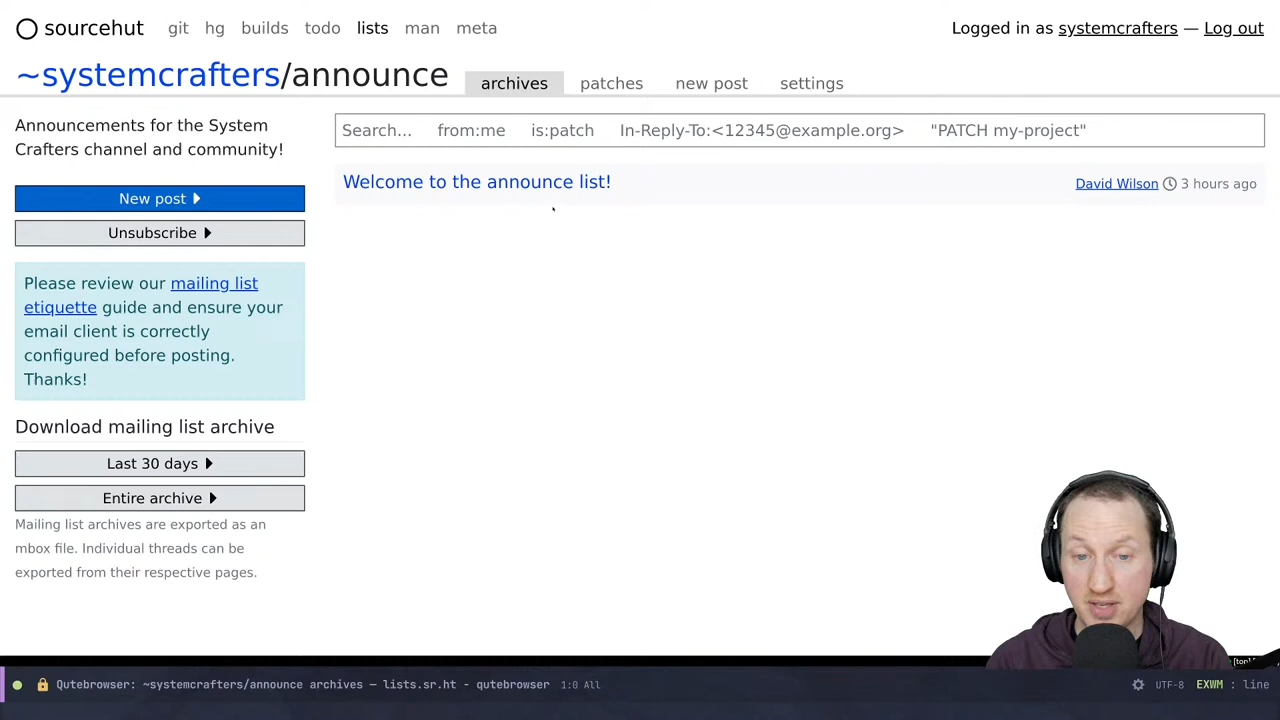 sourcehut git hg builds todo lists man meta Logged in as systemcrafters — Log out
~systemcrafters/announce archives patches new post settings
Announcements for the System
Crafters channel and community!
New post
Unsubscribe
Please review our mailing list
etiquette guide and ensure your
email client is correctly
configured before posting.
Thanks!
Download mailing list archive
Last 30 days
Entire archive
Mailing list archives are exported as an
mbox file. Individual threads can be
exported from their respective pages.
Search... from:me is:patch In-Reply-To:<12345@example.org> "PATCH my-project"
Welcome to the announce list! David Wilson 3 hours ago
[top]
Qutebrowser: ~systemcrafters/announce archives — lists.sr.ht - qutebrowser 1:0 All UTF-8 EXWM : line